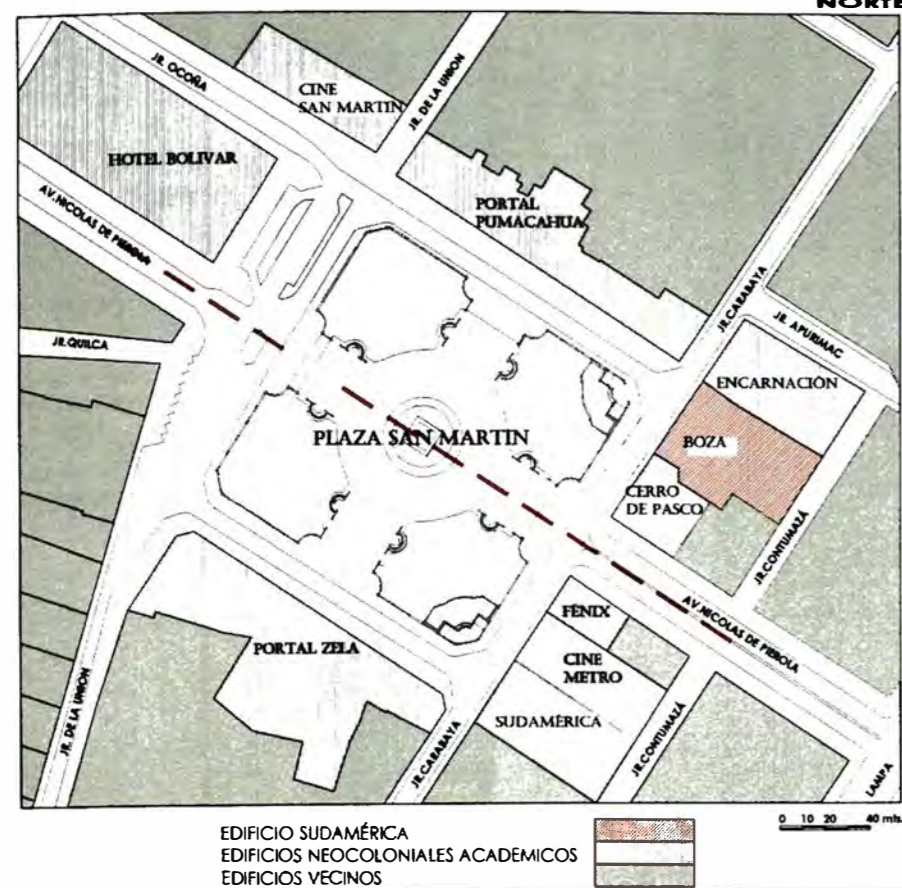 NORTE
JR. OCOÑA
CINE
SAN MARTIN
JR. DE LA UNION
HOTEL BOLIVAR
AV. NICOLAS DE PIEROLA
PORTAL
PUMACAHUA
JR. CARABAYA
JR. APURIMAC
JR. QUILCA
ENCARNACIÓN
PLAZA SAN MARTIN
BOZA
CERRO
DE PASCO
JR. CONTUMAZÁ
FÉNIX
AV. NICOLAS DE PIEROLA
PORTAL ZELA
CINE
METRO
SUDAMÉRICA
JR. DE LA UNION
JR. CARABAYA
JR. CONTUMAZÁ
LAMPA
0 10 20 40 mts.
EDIFICIO SUDAMÉRICA
EDIFICIOS NEOCOLONIALES ACADEMICOS
EDIFICIOS VECINOS